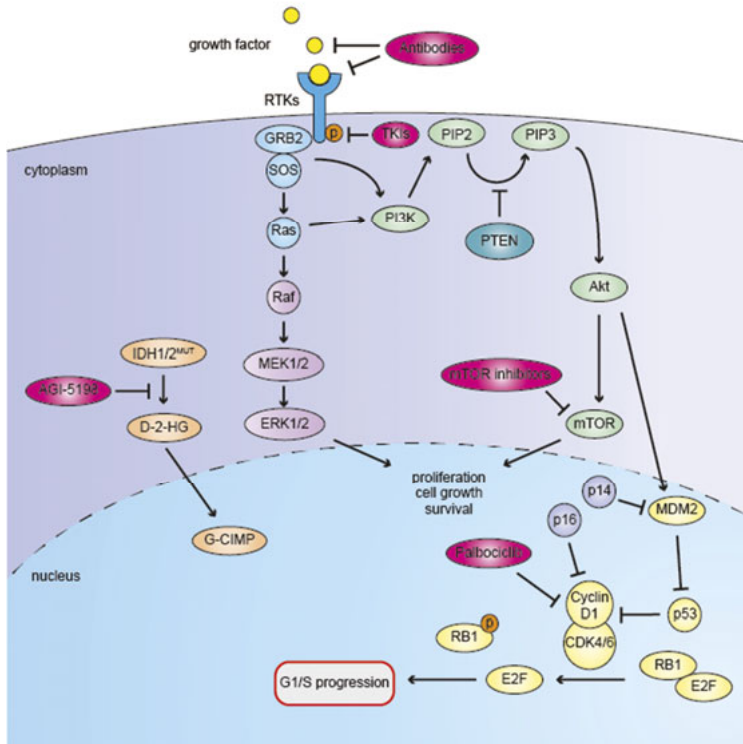 growth factor
Antibodies
RTKs
GRB2
p
TKIs
PIP2
PIP3
cytoplasm
SOS
Ras
PI3K
PTEN
Raf
Akt
IDH1/2MUT
MEK1/2
mTOR inhibitors
AGI-5198
D-2-HG
ERK1/2
mTOR
proliferation
cell growth
survival
p14
MDM2
p16
G-CIMP
Palbociclib
nucleus
Cyclin
D1
p53
p
RB1
CDK4/6
RB1
E2F
E2F
G1/S progression